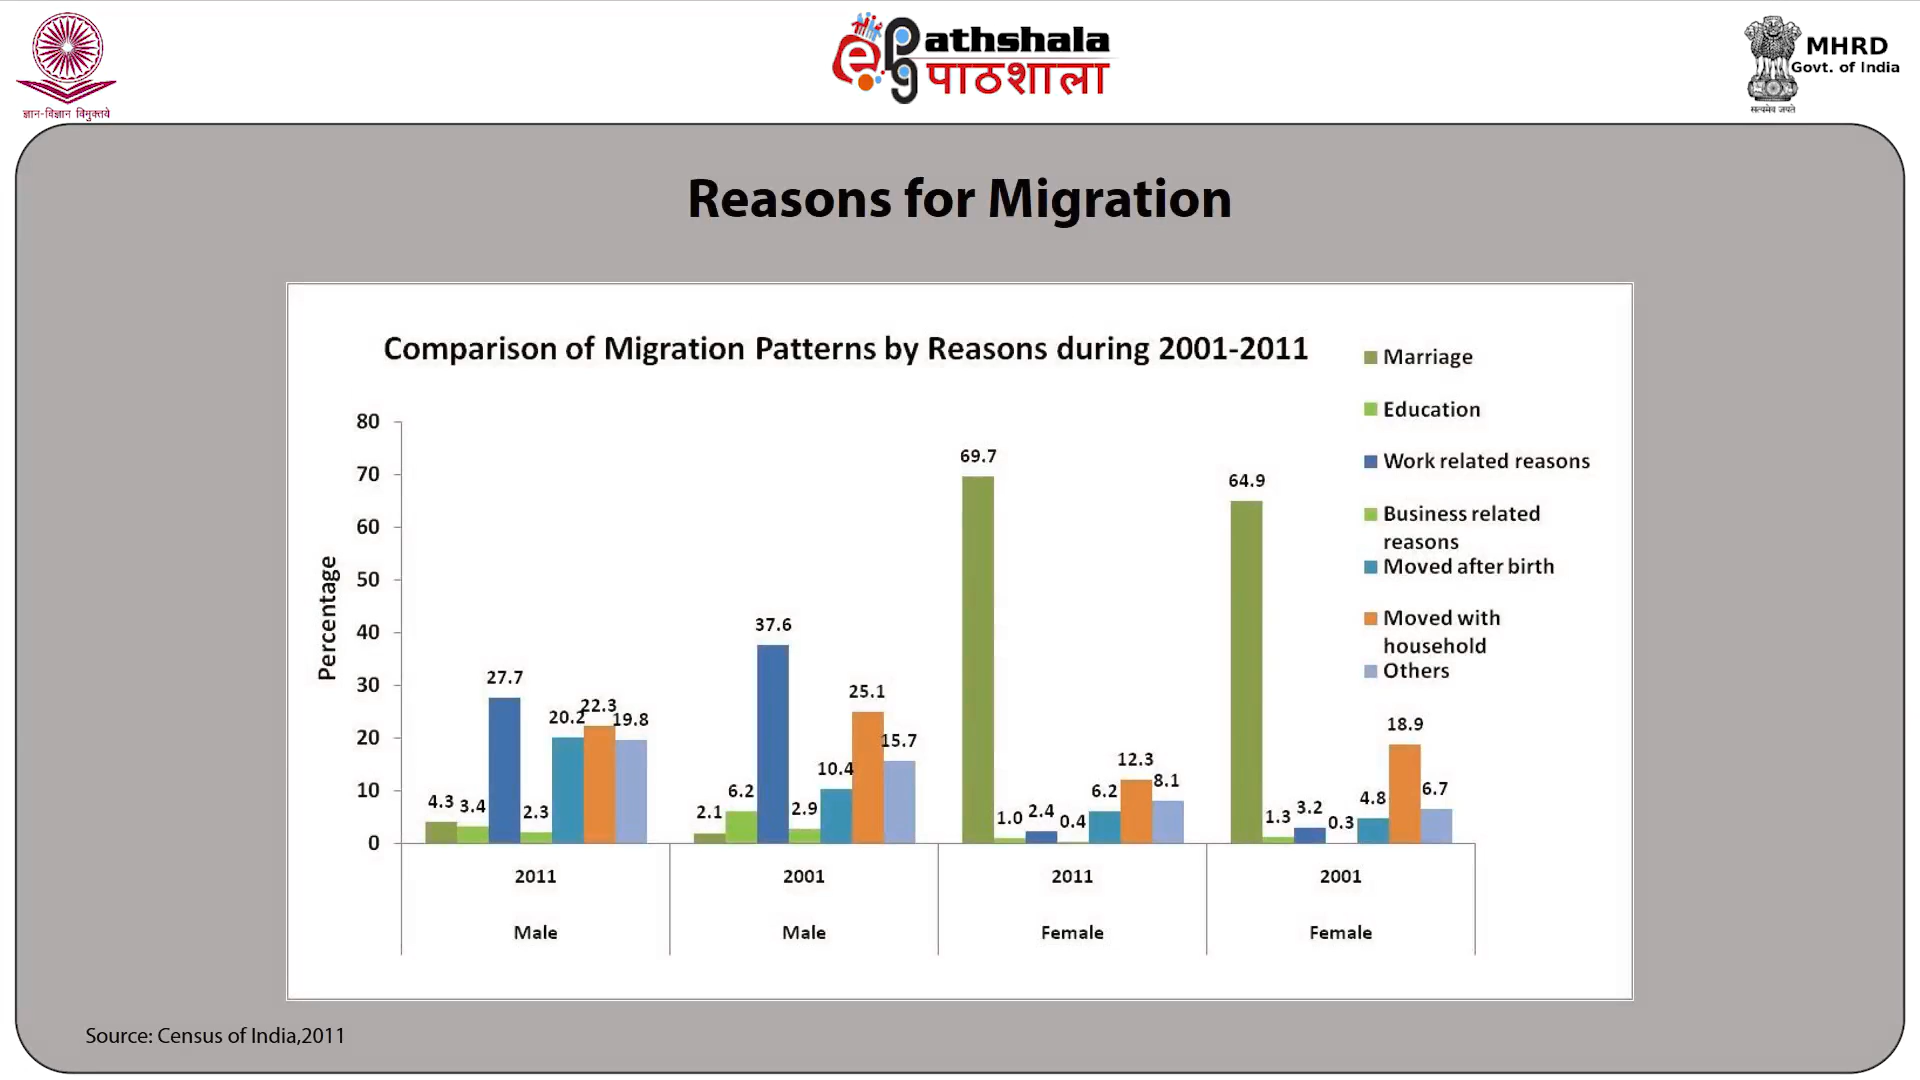 ज्ञान-विज्ञान विमुक्तये
ePathshala
पाठशाला
MHRD
Govt. of India
सत्यमेव जयते
Reasons for Migration
Comparison of Migration Patterns by Reasons during 2001-2011
Marriage
Education
Work related reasons
Business related
reasons
Moved after birth
Moved with
household
Others
Percentage
80
70
60
50
40
30
20
10
0
4.3 3.4 27.7 2.3 20.2 22.3 19.8
2.1 6.2 37.6 2.9 10.4 25.1 15.7
69.7 1.0 2.4 0.4 6.2 12.3 8.1
64.9 1.3 3.2 0.3 4.8 18.9 6.7
2011 2001 2011 2001
Male Male Female Female
Source: Census of India,2011